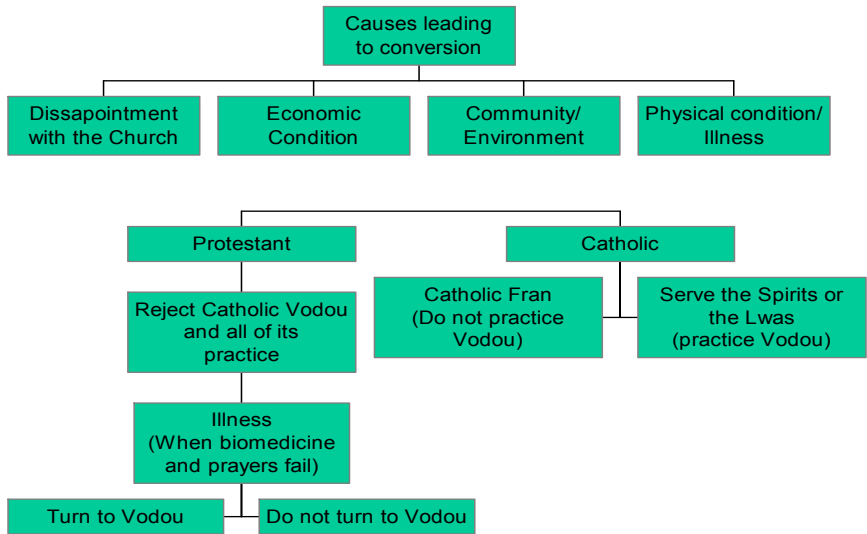 Causes leading
to conversion
Dissapointment
with the Church
Economic
Condition
Community/
Environment
Physical condition/
Illness
Protestant
Catholic
Reject Catholic Vodou
and all of its
practice
Catholic Fran
(Do not practice
Vodou)
Serve the Spirits or
the Lwas
(practice Vodou)
Illness
(When biomedicine
and prayers fail)
Turn to Vodou
Do not turn to Vodou